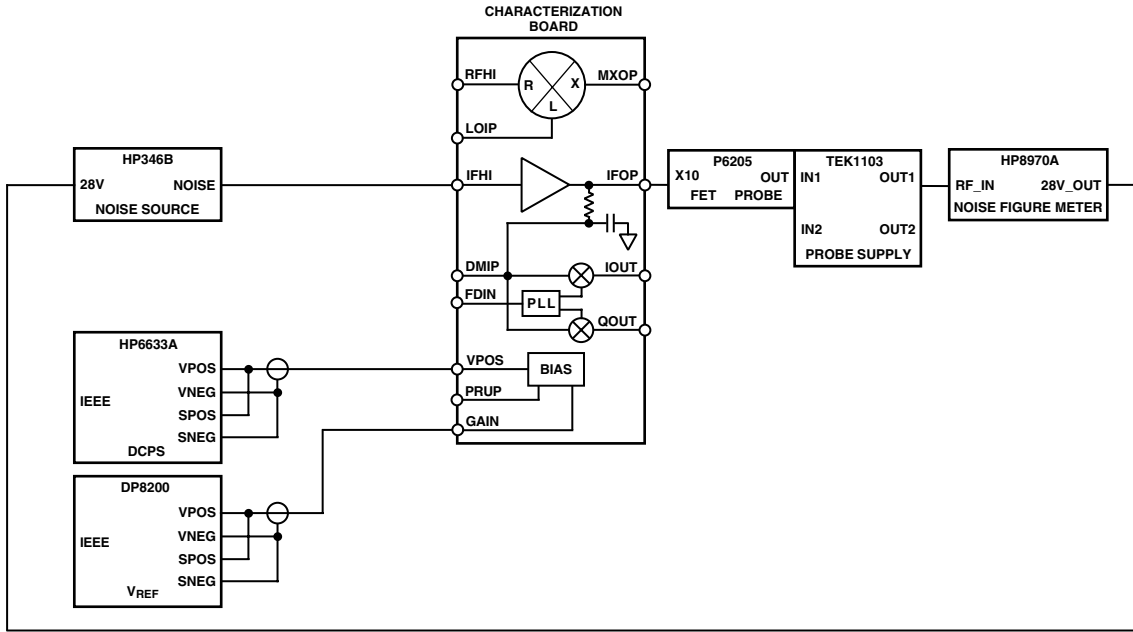 CHARACTERIZATION
BOARD
RFHI
R
X
L
MXOP
LOIP
HP346B
28V
NOISE
NOISE SOURCE
IFHI
IFOP
P6205
X10
OUT
FET PROBE
TEK1103
IN1
OUT1
IN2
OUT2
PROBE SUPPLY
HP8970A
RF_IN
28V_OUT
NOISE FIGURE METER
DMIP
IOUT
FDIN
PLL
QOUT
HP6633A
VPOS
VNEG
IEEE
SPOS
SNEG
DCPS
VPOS
BIAS
PRUP
GAIN
DP8200
VPOS
VNEG
IEEE
SPOS
SNEG
VREF